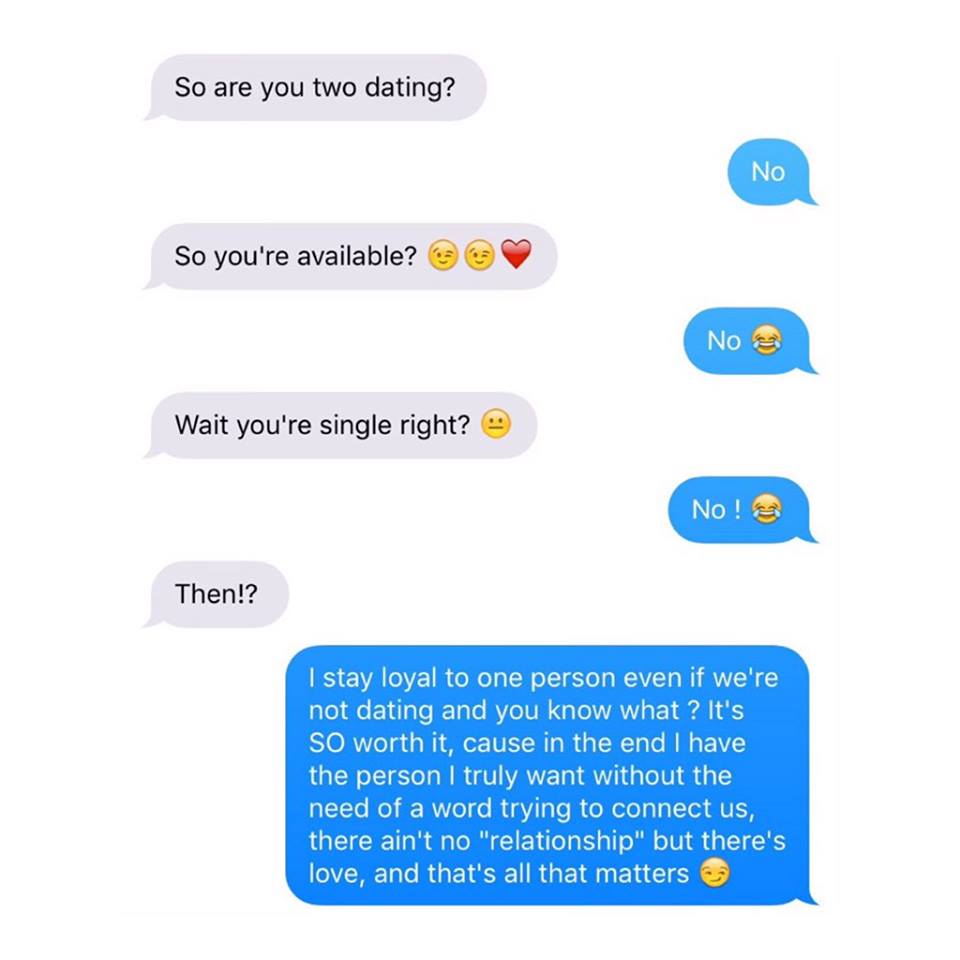 So are you two dating?
No
So you're available? 😉😉❤️
No 😂
Wait you're single right? 😐
No ! 😂
Then!?
I stay loyal to one person even if we're
not dating and you know what ? It's
SO worth it, cause in the end I have
the person I truly want without the
need of a word trying to connect us,
there ain't no "relationship" but there's
love, and that's all that matters 😏